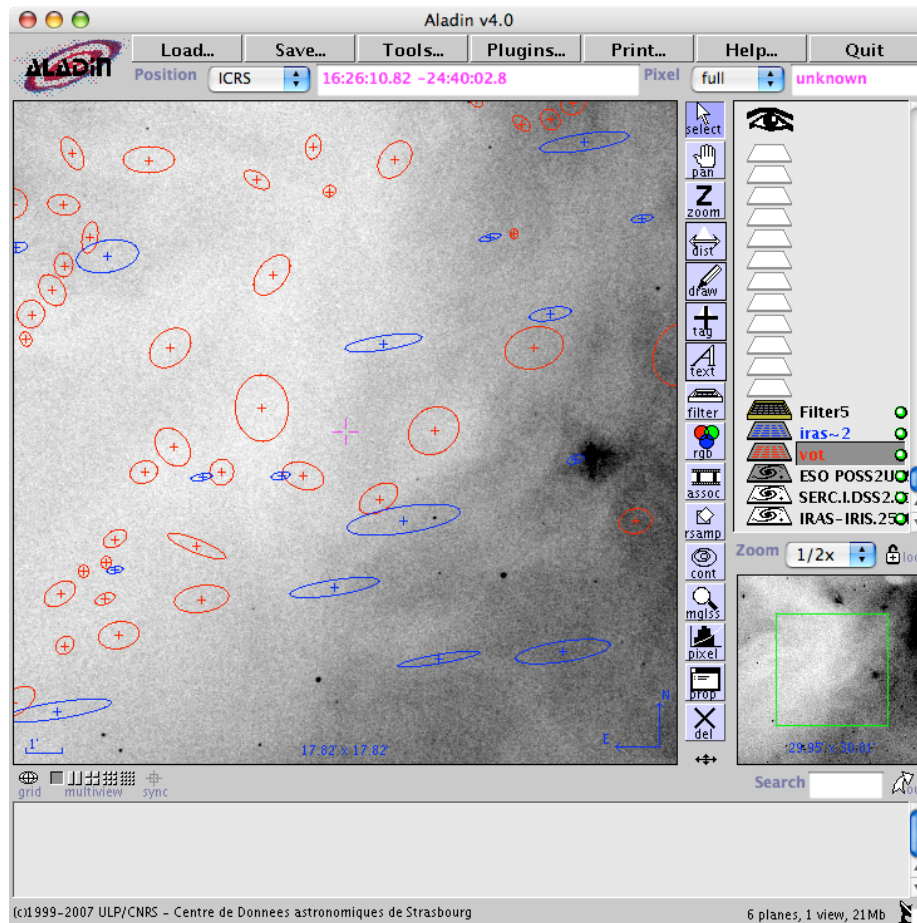 Aladin v4.0
ALADIN
Load...
Save...
Tools...
Plugins...
Print...
Help...
Quit
Position
ICRS
16:26:10.82 -24:40:02.8
Pixel
full
unknown
select
pan
Z
zoom
dist
draw
tag
A
text
filter
rgb
assoc
rsamp
cont
mglss
pixel
prop
del
Filter5
iras~2
vot
ESO POSS2U
SERC.I.DSS2.
IRAS-IRIS.25
Zoom
1/2x
loc
N
E
1'
17.82' x 17.82'
29.95' x 30.01'
grid
multiview
sync
Search
(c)1999-2007 ULP/CNRS - Centre de Donnees astronomiques de Strasbourg
6 planes, 1 view, 21Mb